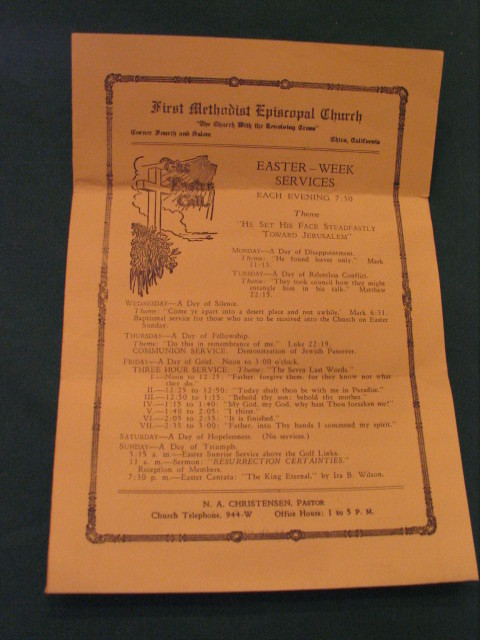 First Methodist Episcopal Church
"The Church With the Revolving Cross"
Corner Fourth and Salem Chico, California
The Easter Call
EASTER-WEEK SERVICES
EACH EVENING 7:30
Theme
"HE SET HIS FACE STEADFASTLY
TOWARD JERUSALEM"
MONDAY—A Day of Disappointment.
Theme: "He found leaves only." Mark
11:13.
TUESDAY—A Day of Relentless Conflict.
Theme: "They took council how they might
entangle him in his talk." Matthew
22:15.
WEDNESDAY—A Day of Silence.
Theme: "Come ye apart into a desert place and rest awhile." Mark 6:31.
Baptismal service for those who are to be received into the Church on Easter
Sunday.
THURSDAY—A Day of Fellowship.
Theme: "Do this in remembrance of me." Luke 22:19.
COMMUNION SERVICE. Demonstration of Jewish Passover.
FRIDAY—A Day of Grief. Noon to 3:00 o'clock.
THREE HOUR SERVICE. Theme: "The Seven Last Words."
I—Noon to 12:25. "Father, forgive them, for they know not what
they do."
II—12:25 to 12:50: "Today shalt thou be with me in Paradise."
III—12:50 to 1:15: "Behold thy son: behold thy mother."
IV—1:15 to 1:40: "My God, my God, why hast Thou forsaken me?"
V—1:40 to 2:05: "I thirst."
VI—2:05 to 2:35: "It is finished."
VII—2:35 to 3:00: "Father, into Thy hands I commend my spirit."
SATURDAY—A Day of Hopelessness. (No services.)
SUNDAY—A Day of Triumph.
5:15 a. m.—Easter Sunrise Service above the Golf Links.
11 a. m.—Sermon: "RESURRECTION CERTAINTIES."
Reception of Members.
7:30 p. m.—Easter Cantata: "The King Eternal," by Ira B. Wilson.
N. A. CHRISTENSEN, PASTOR
Church Telephone, 944-W Office Hours: 1 to 5 P. M.